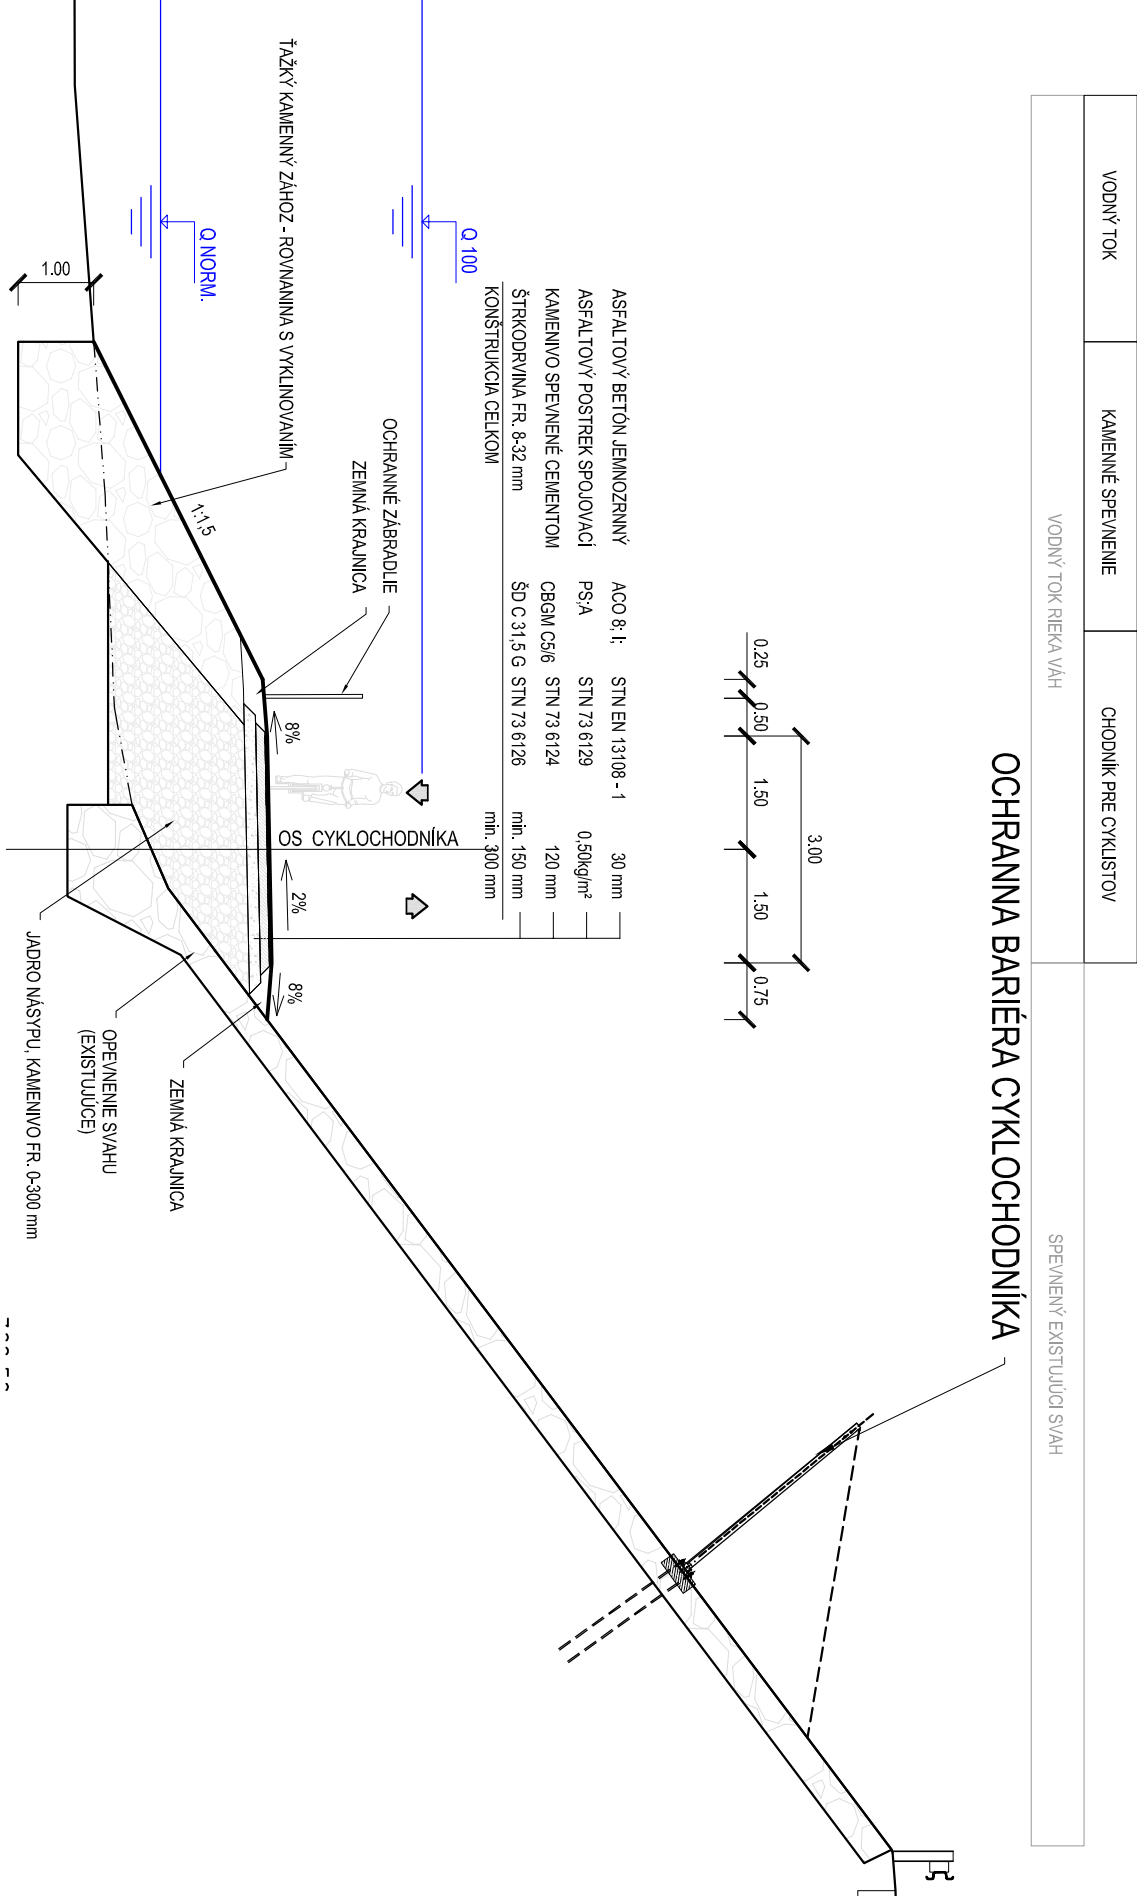 VODNÝ TOK
KAMENNÉ SPEVNENIE
CHODNÍK PRE CYKLISTOV
VODNÝ TOK RIEKA VÁH
SPEVNENÝ EXISTUJÚCI SVAH
OCHRANNA BARIÉRA CYKLOCHODNÍKA
3.00
0.25
0.50
1.50
1.50
0.75
ASFALTOVÝ BETÓN JEMNOZRNNÝ ACO 8; I; STN EN 13108 - 1 30 mm
ASFALTOVÝ POSTREK SPOJOVACÍ PS;A STN 73 6129 0,50kg/m²
KAMENIVO SPEVNENÉ CEMENTOM CBGM C5/6 STN 73 6124 120 mm
ŠTRKODRVINA FR. 8-32 mm ŠD C 31,5 G STN 73 6126 min. 150 mm
KONŠTRUKCIA CELKOM min. 300 mm
Q 100
OS CYKLOCHODNÍKA
OCHRANNÉ ZÁBRADLIE
ZEMNÁ KRAJNICA
8%
2%
8%
ŤAŽKÝ KAMENNÝ ZÁHOZ - ROVNANINA S VYKLINOVANÍM
Q NORM.
1:1,5
1.00
ZEMNÁ KRAJNICA
OPEVNENIE SVAHU
(EXISTUJÚCE)
JADRO NÁSYPU, KAMENIVO FR. 0-300 mm